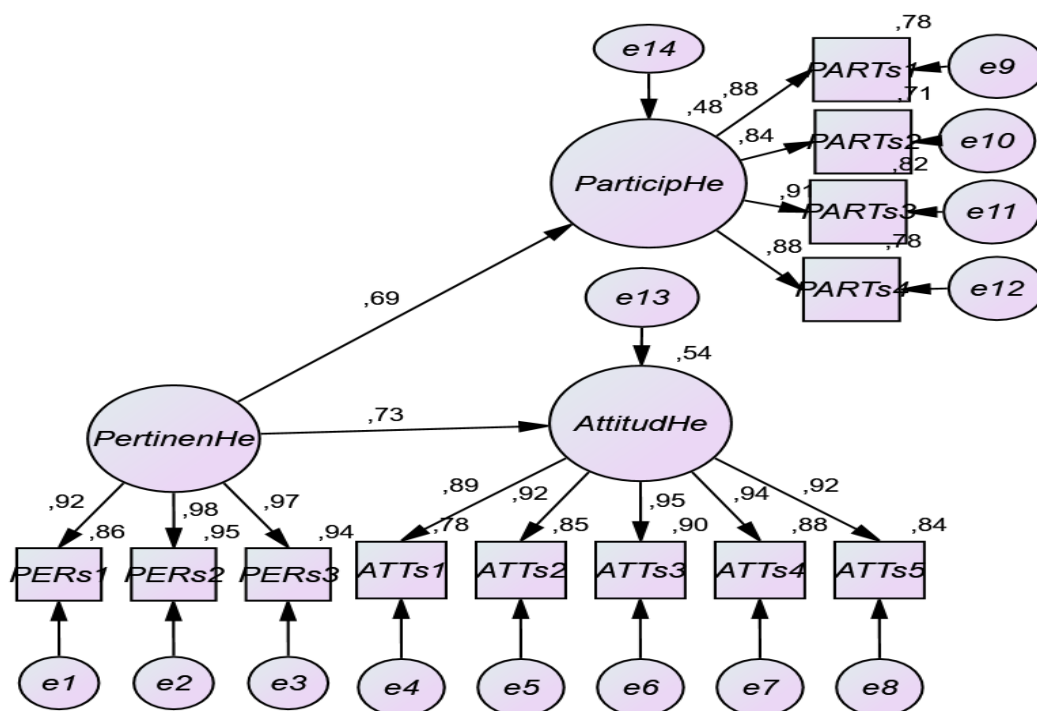 ,78
e14
PARTs1
e9
,88
,48
,71
,84
PARTs2
e10
,82
ParticipHe
,91
PARTs3
e11
,78
,88
PARTs4
e12
,69
e13
,54
PertinenHe
,73
AttitudHe
,92
,98
,97
,89
,92
,95
,94
,92
,86
,95
,94
,78
,85
,90
,88
,84
PERs1
PERs2
PERs3
ATTs1
ATTs2
ATTs3
ATTs4
ATTs5
e1
e2
e3
e4
e5
e6
e7
e8